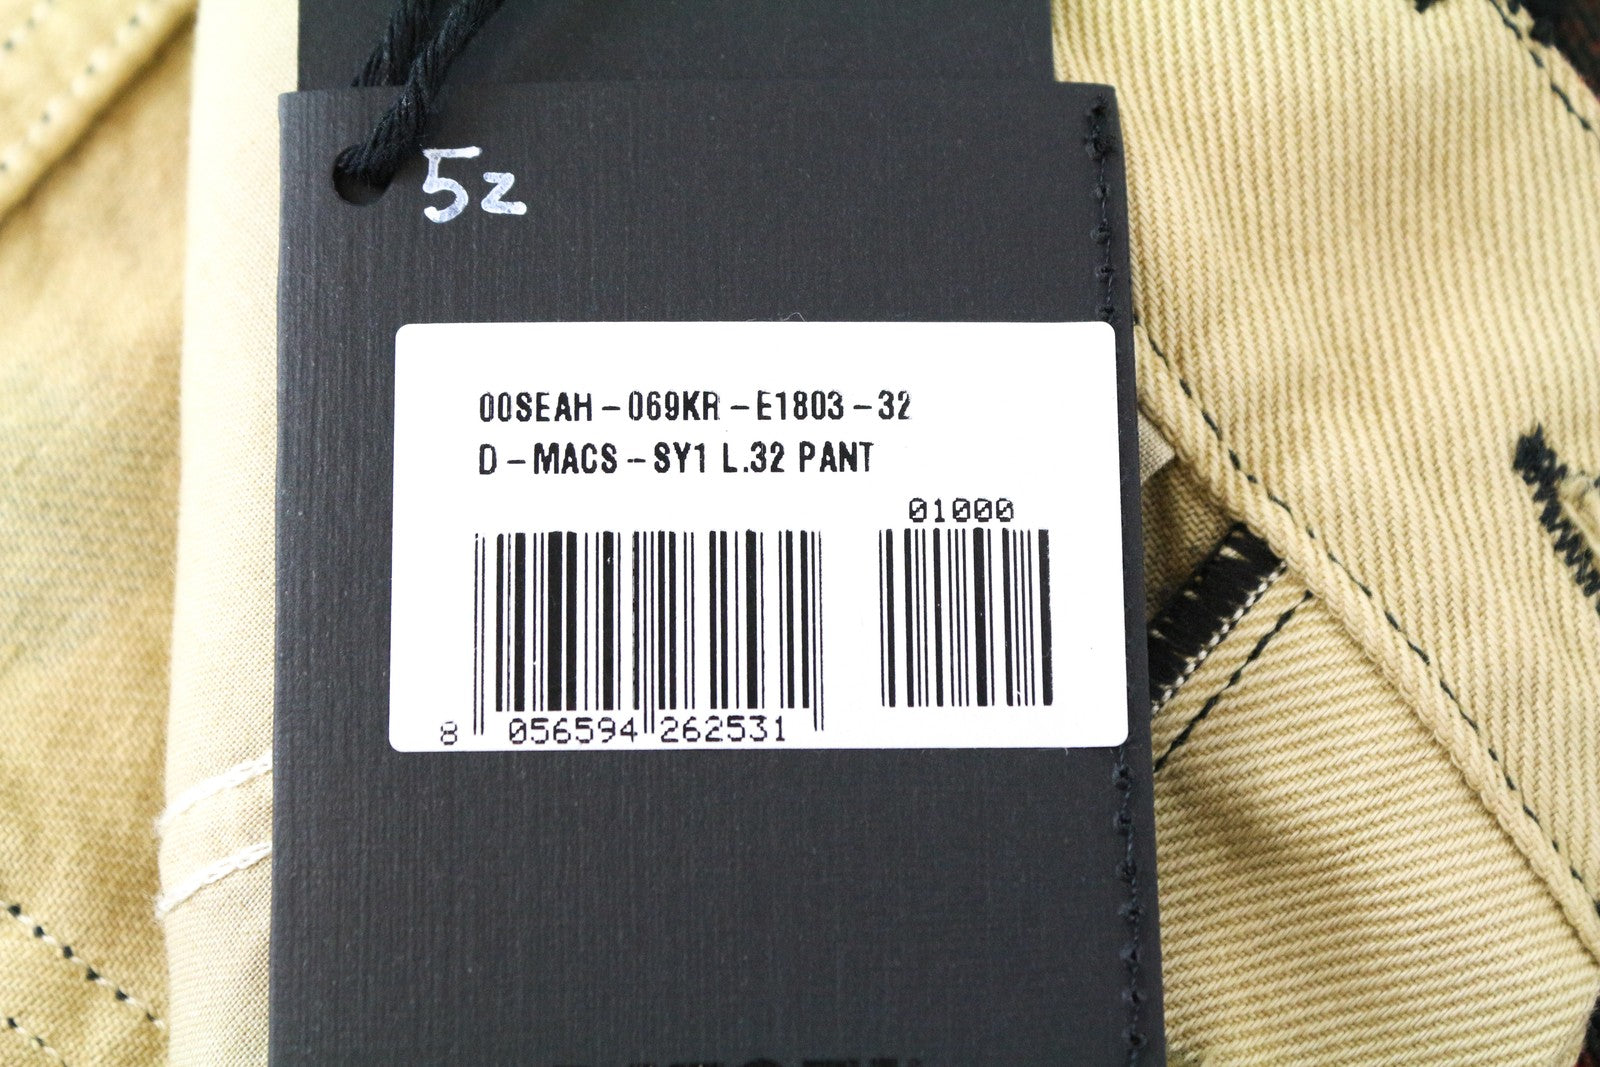 5z
00SEAH-069KR-E1803-32
D-MACS-SY1 L.32 PANT
01000
8 056594 262531